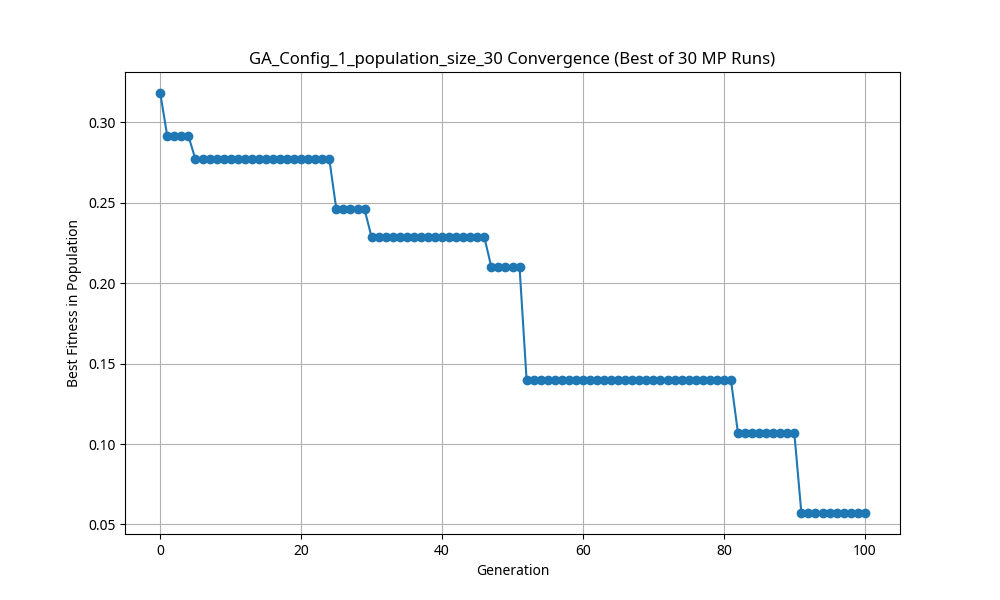 GA_Config_1_population_size_30 Convergence (Best of 30 MP Runs)
Best Fitness in Population
0.30
0.25
0.20
0.15
0.10
0.05
0 20 40 60 80 100
Generation